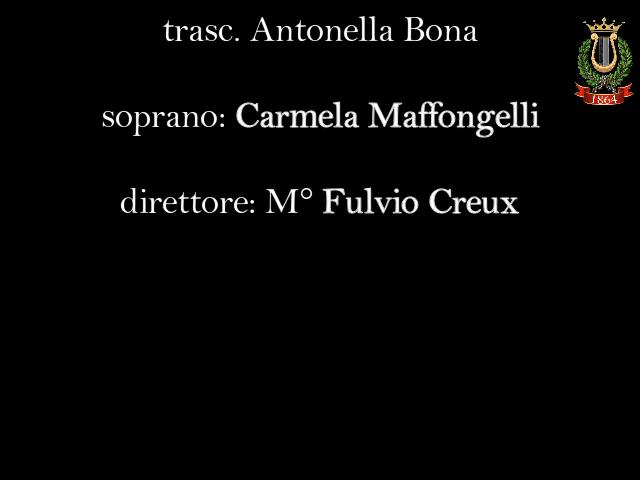 trasc. Antonella Bona
soprano: Carmela Maffongelli
direttore: M° Fulvio Creux
1864